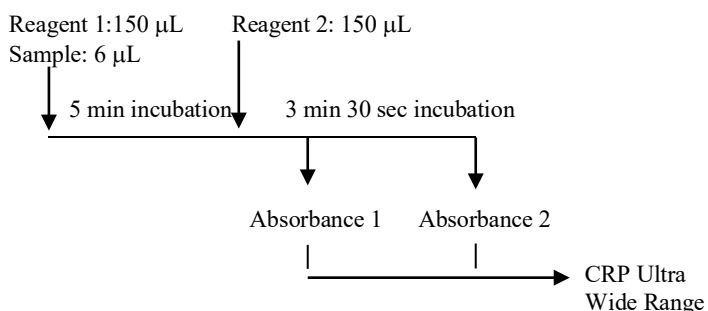 Reagent 1:150 μL
Sample: 6 μL
Reagent 2: 150 μL
5 min incubation
3 min 30 sec incubation
Absorbance 1
Absorbance 2
CRP Ultra
Wide Range